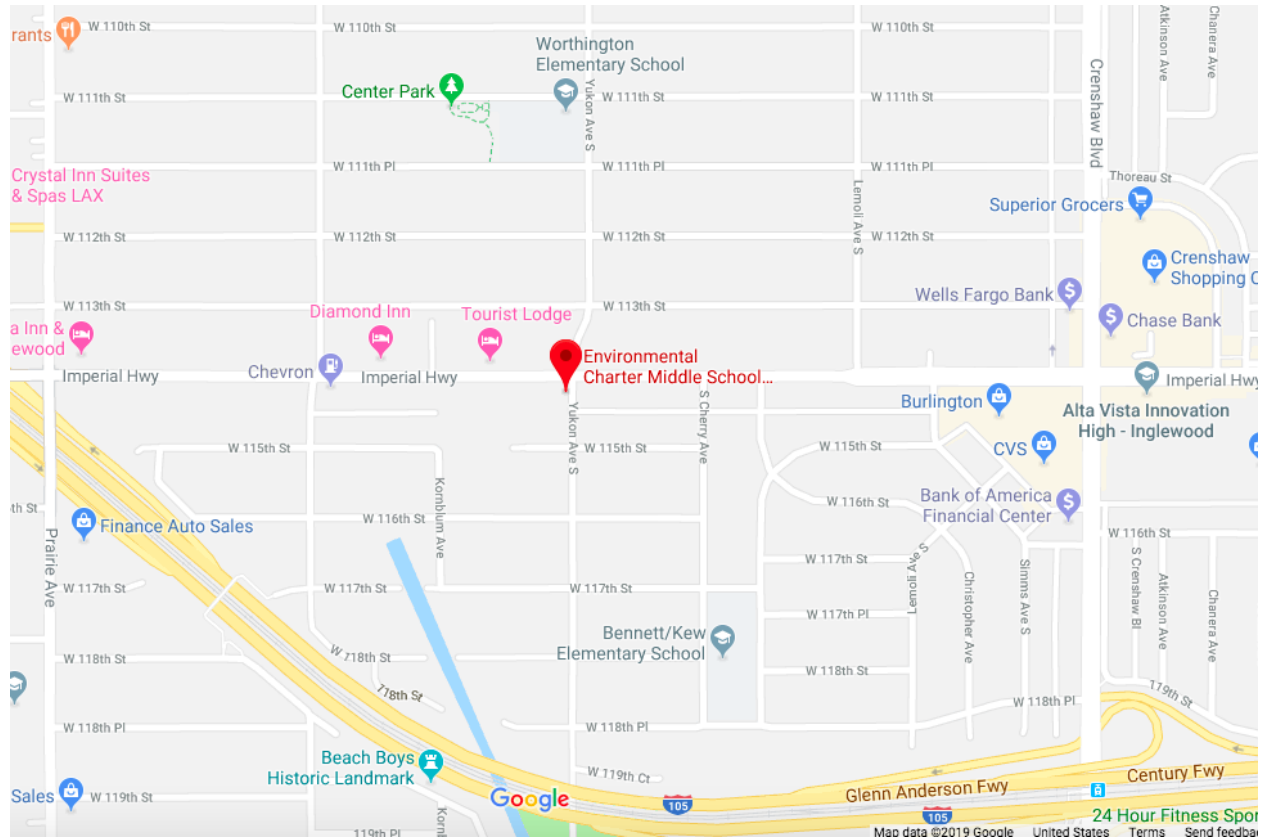 W 110th St
W 110th St
W 110th St
rants
Atkinson Ave
Chanera Ave
Worthington
Elementary School
Center Park
Crenshaw Blvd
W 111th St
Yukon Ave S
W 111th St
W 111th St
W 111th Pl
W 111th Pl
W 111th Pl
Crystal Inn Suites
& Spas LAX
Thoreau St
Lemoli Ave S
Superior Grocers
W 112th St
W 112th St
W 112th St
W 112th St
Crenshaw
Shopping C
Wells Fargo Bank
W 113th St
W 113th St
Diamond Inn
Tourist Lodge
Chase Bank
a Inn &
ewood
Environmental
Charter Middle School...
Chevron
Imperial Hwy
Imperial Hwy
Imperial Hwy
Burlington
S Cherry Ave
Yukon Ave S
Alta Vista Innovation
High - Inglewood
W 115th St
W 115th St
W 115th St
CVS
Kornblum Ave
Bank of America
Financial Center
W 116th St
th St
W 116th St
Finance Auto Sales
W 116th St
Prairie Ave
W 117th St
S Lemoli Ave
Christopher Ave
Simms Ave S
S Crenshaw Bl
Atkinson Ave
Chanera Ave
W 117th St
W 117th St
W 117th St
W 117th Pl
Bennett/Kew
Elementary School
W 118th St
W 118th St
W 118th St
118th St
119th St
W 118th Pl
W 118th Pl
W 118th Pl
Beach Boys
Historic Landmark
W 119th Ct
Century Fwy
Glenn Anderson Fwy
Sales
W 119th St
Google
105
105
24 Hour Fitness Spor
119th Pl
Map data ©2019 Google United States Terms Send feedbac